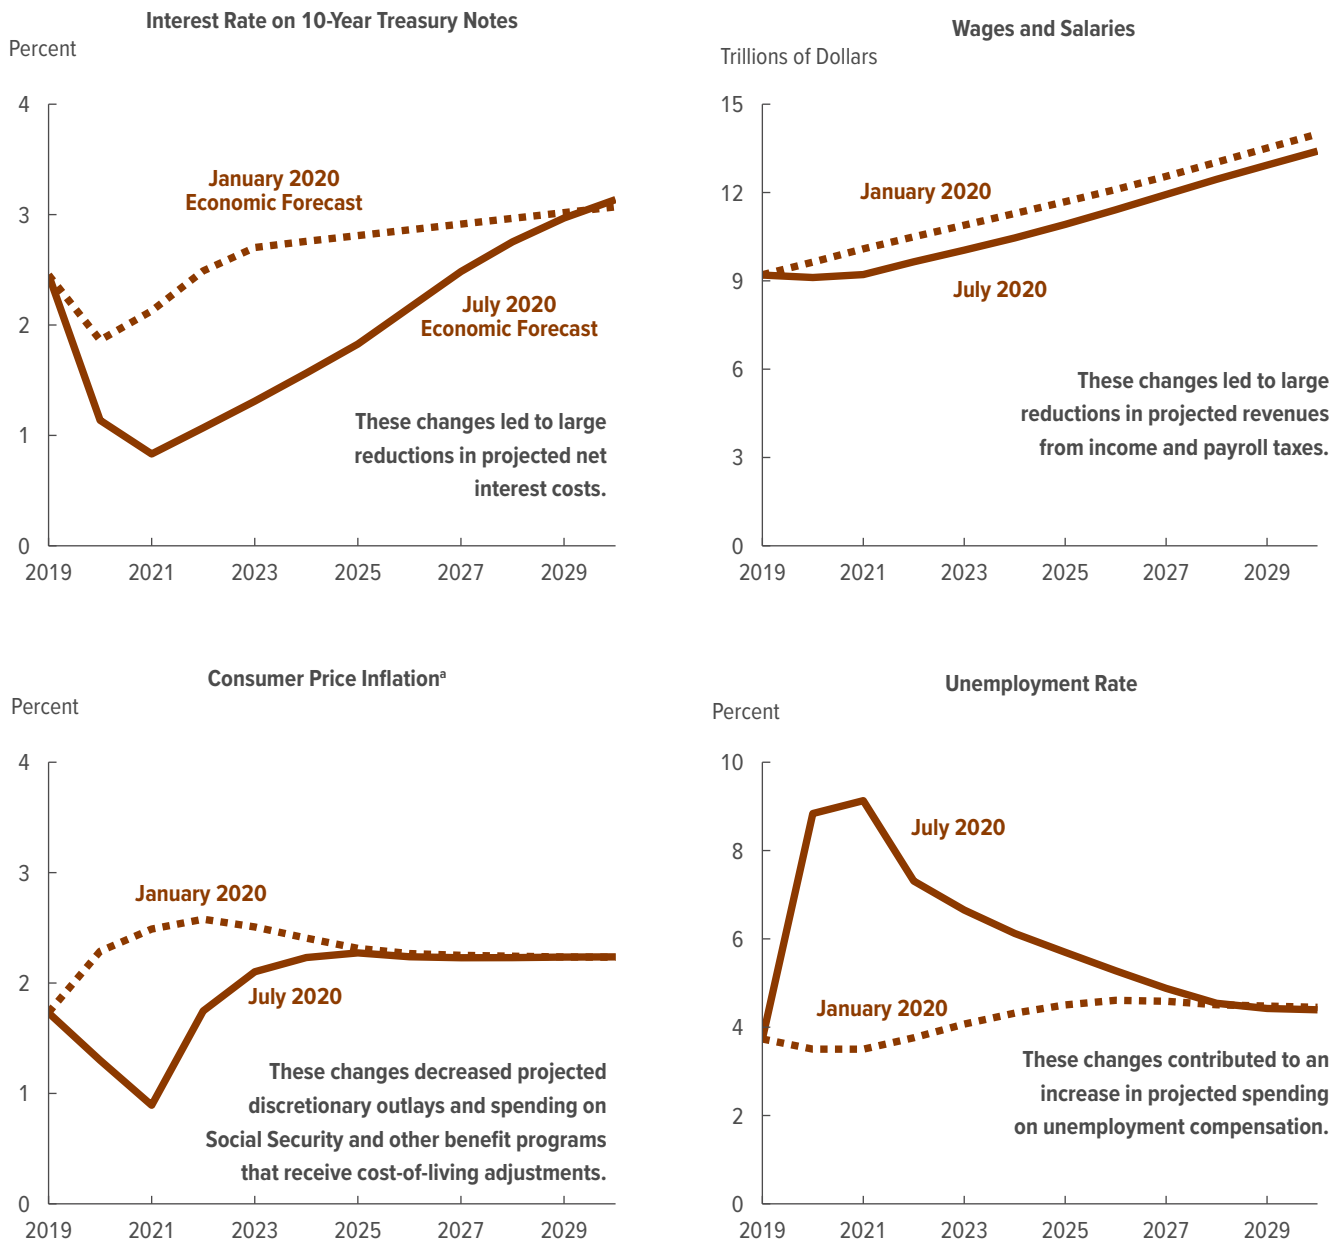 Interest Rate on 10-Year Treasury Notes
Percent
4
3
2
1
0
January 2020
Economic Forecast
July 2020
Economic Forecast
These changes led to large
reductions in projected net
interest costs.
2019 2021 2023 2025 2027 2029
Wages and Salaries
Trillions of Dollars
15
12
9
6
3
0
January 2020
July 2020
These changes led to large
reductions in projected revenues
from income and payroll taxes.
2019 2021 2023 2025 2027 2029
Consumer Price Inflationᵃ
Percent
4
3
2
1
0
January 2020
July 2020
These changes decreased projected
discretionary outlays and spending on
Social Security and other benefit programs
that receive cost-of-living adjustments.
2019 2021 2023 2025 2027 2029
Unemployment Rate
Percent
10
8
6
4
2
0
July 2020
January 2020
These changes contributed to an
increase in projected spending
on unemployment compensation.
2019 2021 2023 2025 2027 2029